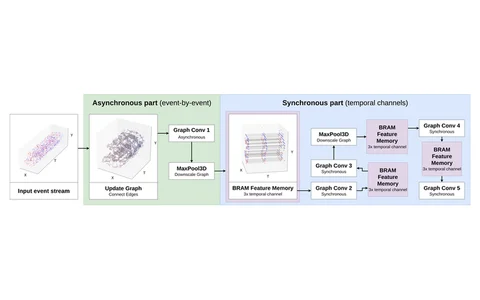 Asynchronous part (event-by-event)
Synchronous part (temporal channels)
Input event stream
Update Graph
Connect Edges
Graph Conv 1
Asynchronous
MaxPool3D
Downscale Graph
BRAM Feature Memory
3x temporal channel
Graph Conv 2
Synchronous
Graph Conv 3
Synchronous
MaxPool3D
Downscale Graph
BRAM
Feature
Memory
3x temporal channel
BRAM
Feature
Memory
3x temporal channel
Graph Conv 4
Synchronous
BRAM
Feature
Memory
3x temporal channel
Graph Conv 5
Synchronous
X
T
Y
X
T
Y
X
T
Y